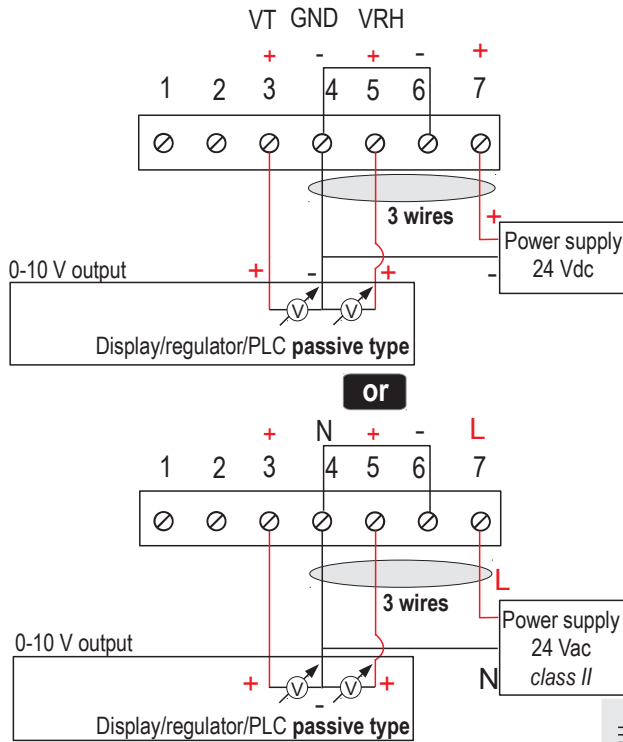 VT GND VRH
+ - + - +
1 2 3 4 5 6 7
3 wires
+
Power supply
24 Vdc
-
0-10 V output
+ - +
V V
Display/regulator/PLC passive type
or
+ N + - L
1 2 3 4 5 6 7
L
3 wires
Power supply
24 Vac
class II
N
0-10 V output
+ - +
V V
Display/regulator/PLC passive type